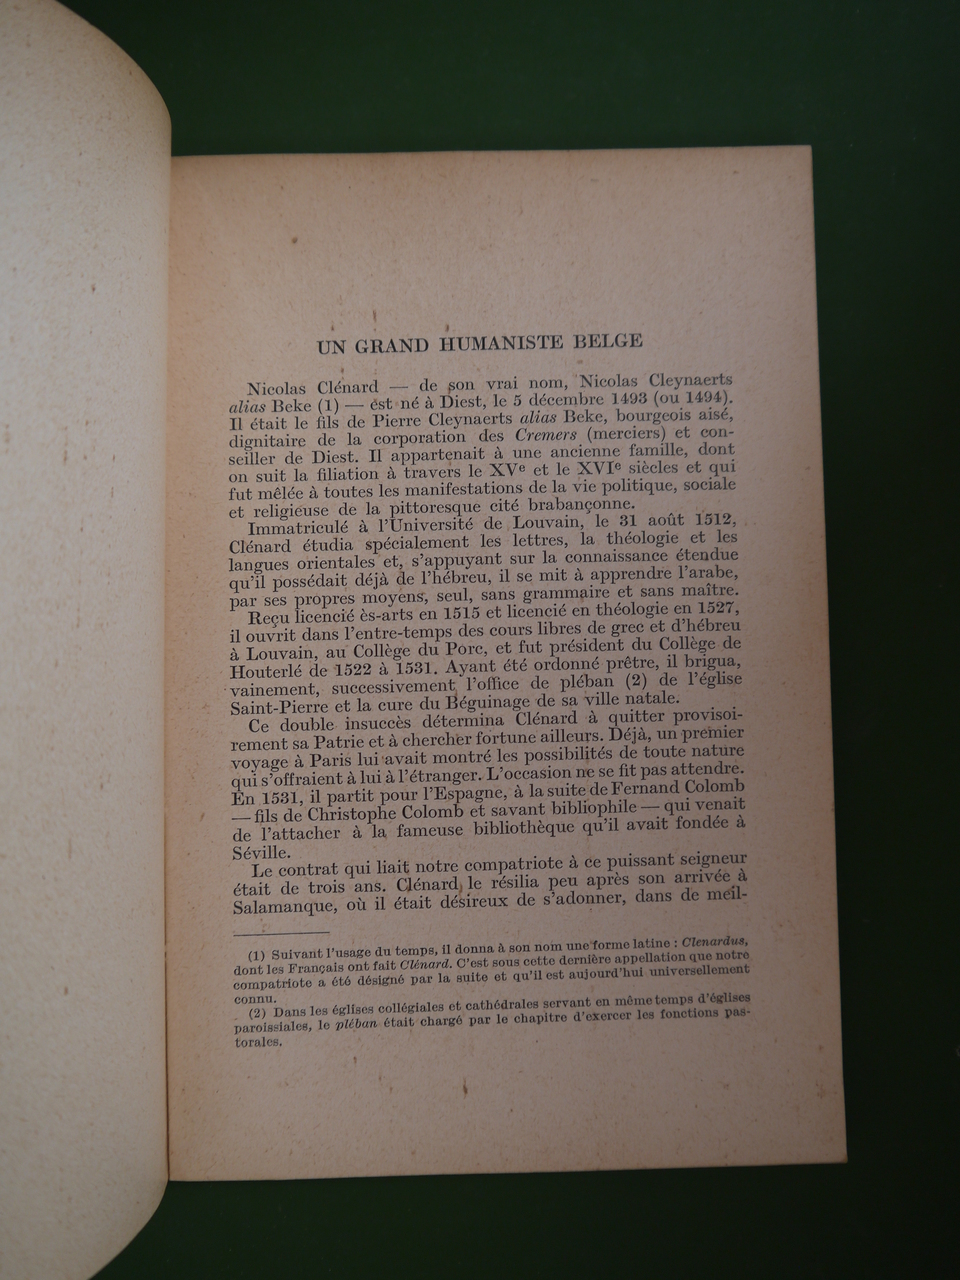 UN GRAND HUMANISTE BELGE
Nicolas Clénard — de son vrai nom, Nicolas Cleynaerts
alias Beke (1) — est né à Diest, le 5 décembre 1493 (ou 1494).
Il était le fils de Pierre Cleynaerts alias Beke, bourgeois aisé,
dignitaire de la corporation des Cremers (merciers) et con-
seiller de Diest. Il appartenait à une ancienne famille, dont
on suit la filiation à travers le XVe et le XVIe siècles et qui
fut mêlée à toutes les manifestations de la vie politique, sociale
et religieuse de la pittoresque cité brabançonne.
Immatriculé à l'Université de Louvain, le 31 août 1512,
Clénard étudia spécialement les lettres, la théologie et les
langues orientales et, s'appuyant sur la connaissance étendue
qu'il possédait déjà de l'hébreu, il se mit à apprendre l'arabe,
par ses propres moyens, seul, sans grammaire et sans maître.
Reçu licencié ès-arts en 1515 et licencié en théologie en 1527,
il ouvrit dans l'entre-temps des cours libres de grec et d'hébreu
à Louvain, au Collège du Porc, et fut président du Collège de
Houterlé de 1522 à 1531. Ayant été ordonné prêtre, il brigua,
vainement, successivement l'office de pléban (2) de l'église
Saint-Pierre et la cure du Béguinage de sa ville natale.
Ce double insuccès détermina Clénard à quitter provisoi-
rement sa Patrie et à chercher fortune ailleurs. Déjà, un premier
voyage à Paris lui avait montré les possibilités de toute nature
qui s'offraient à lui à l'étranger. L'occasion ne se fit pas attendre.
En 1531, il partit pour l'Espagne, à la suite de Fernand Colomb
— fils de Christophe Colomb et savant bibliophile — qui venait
de l'attacher à la fameuse bibliothèque qu'il avait fondée à
Séville.
Le contrat qui liait notre compatriote à ce puissant seigneur
était de trois ans. Clénard le résilia peu après son arrivée à
Salamanque, où il était désireux de s'adonner, dans de meil-
(1) Suivant l'usage du temps, il donna à son nom une forme latine : Clenardus,
dont les Français ont fait Clénard. C'est sous cette dernière appellation que notre
compatriote a été désigné par la suite et qu'il est aujourd'hui universellement
connu.
(2) Dans les églises collégiales et cathédrales servant en même temps d'églises
paroissiales, le pléban était chargé par le chapitre d'exercer les fonctions pas-
torales.